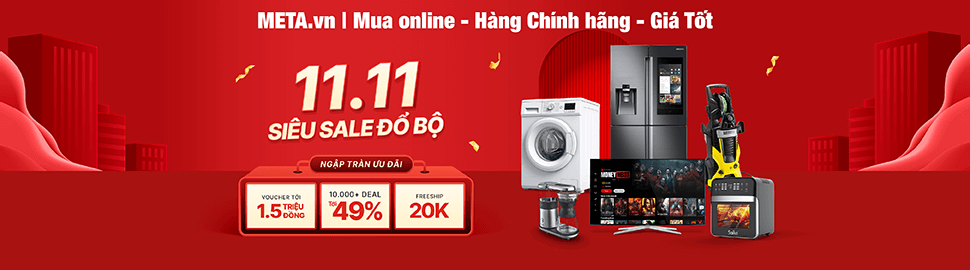 META.vn | Mua online - Hàng Chính hãng - Giá Tốt
11.11
SIÊU SALE ĐỔ BỘ
NGẬP TRÀN ƯU ĐÃI
VOUCHER TỚI
1.5 TRIỆU ĐỒNG
10.000+ DEAL
TỚI 49%
FREESHIP
20K
MONEY HEIST